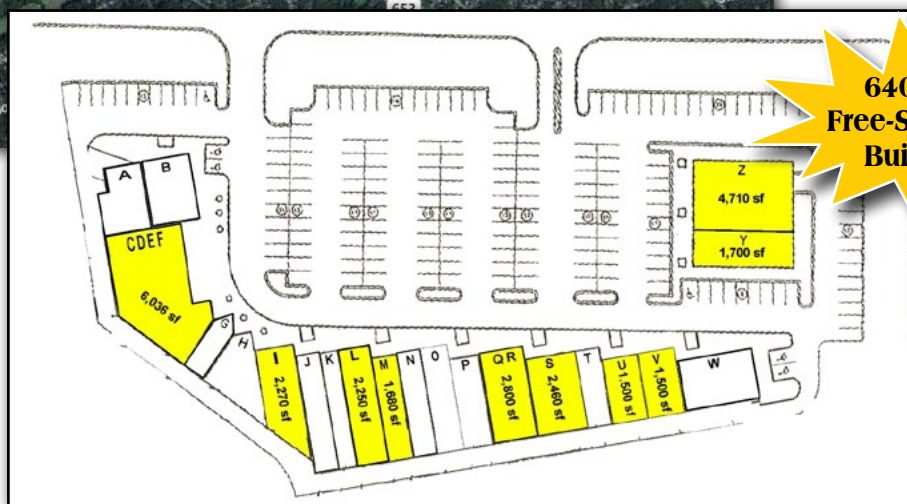 640
Free-S
Bui
A
B
CDEF
6,036 sf
G
H
Z
4,710 sf
Y
1,700 sf
I
2,270 sf
J
K
L
2,250 sf
M
1,680 sf
N
O
P
QR
2,800 sf
S
2,460 sf
T
U
1,500 sf
V
1,500 sf
W